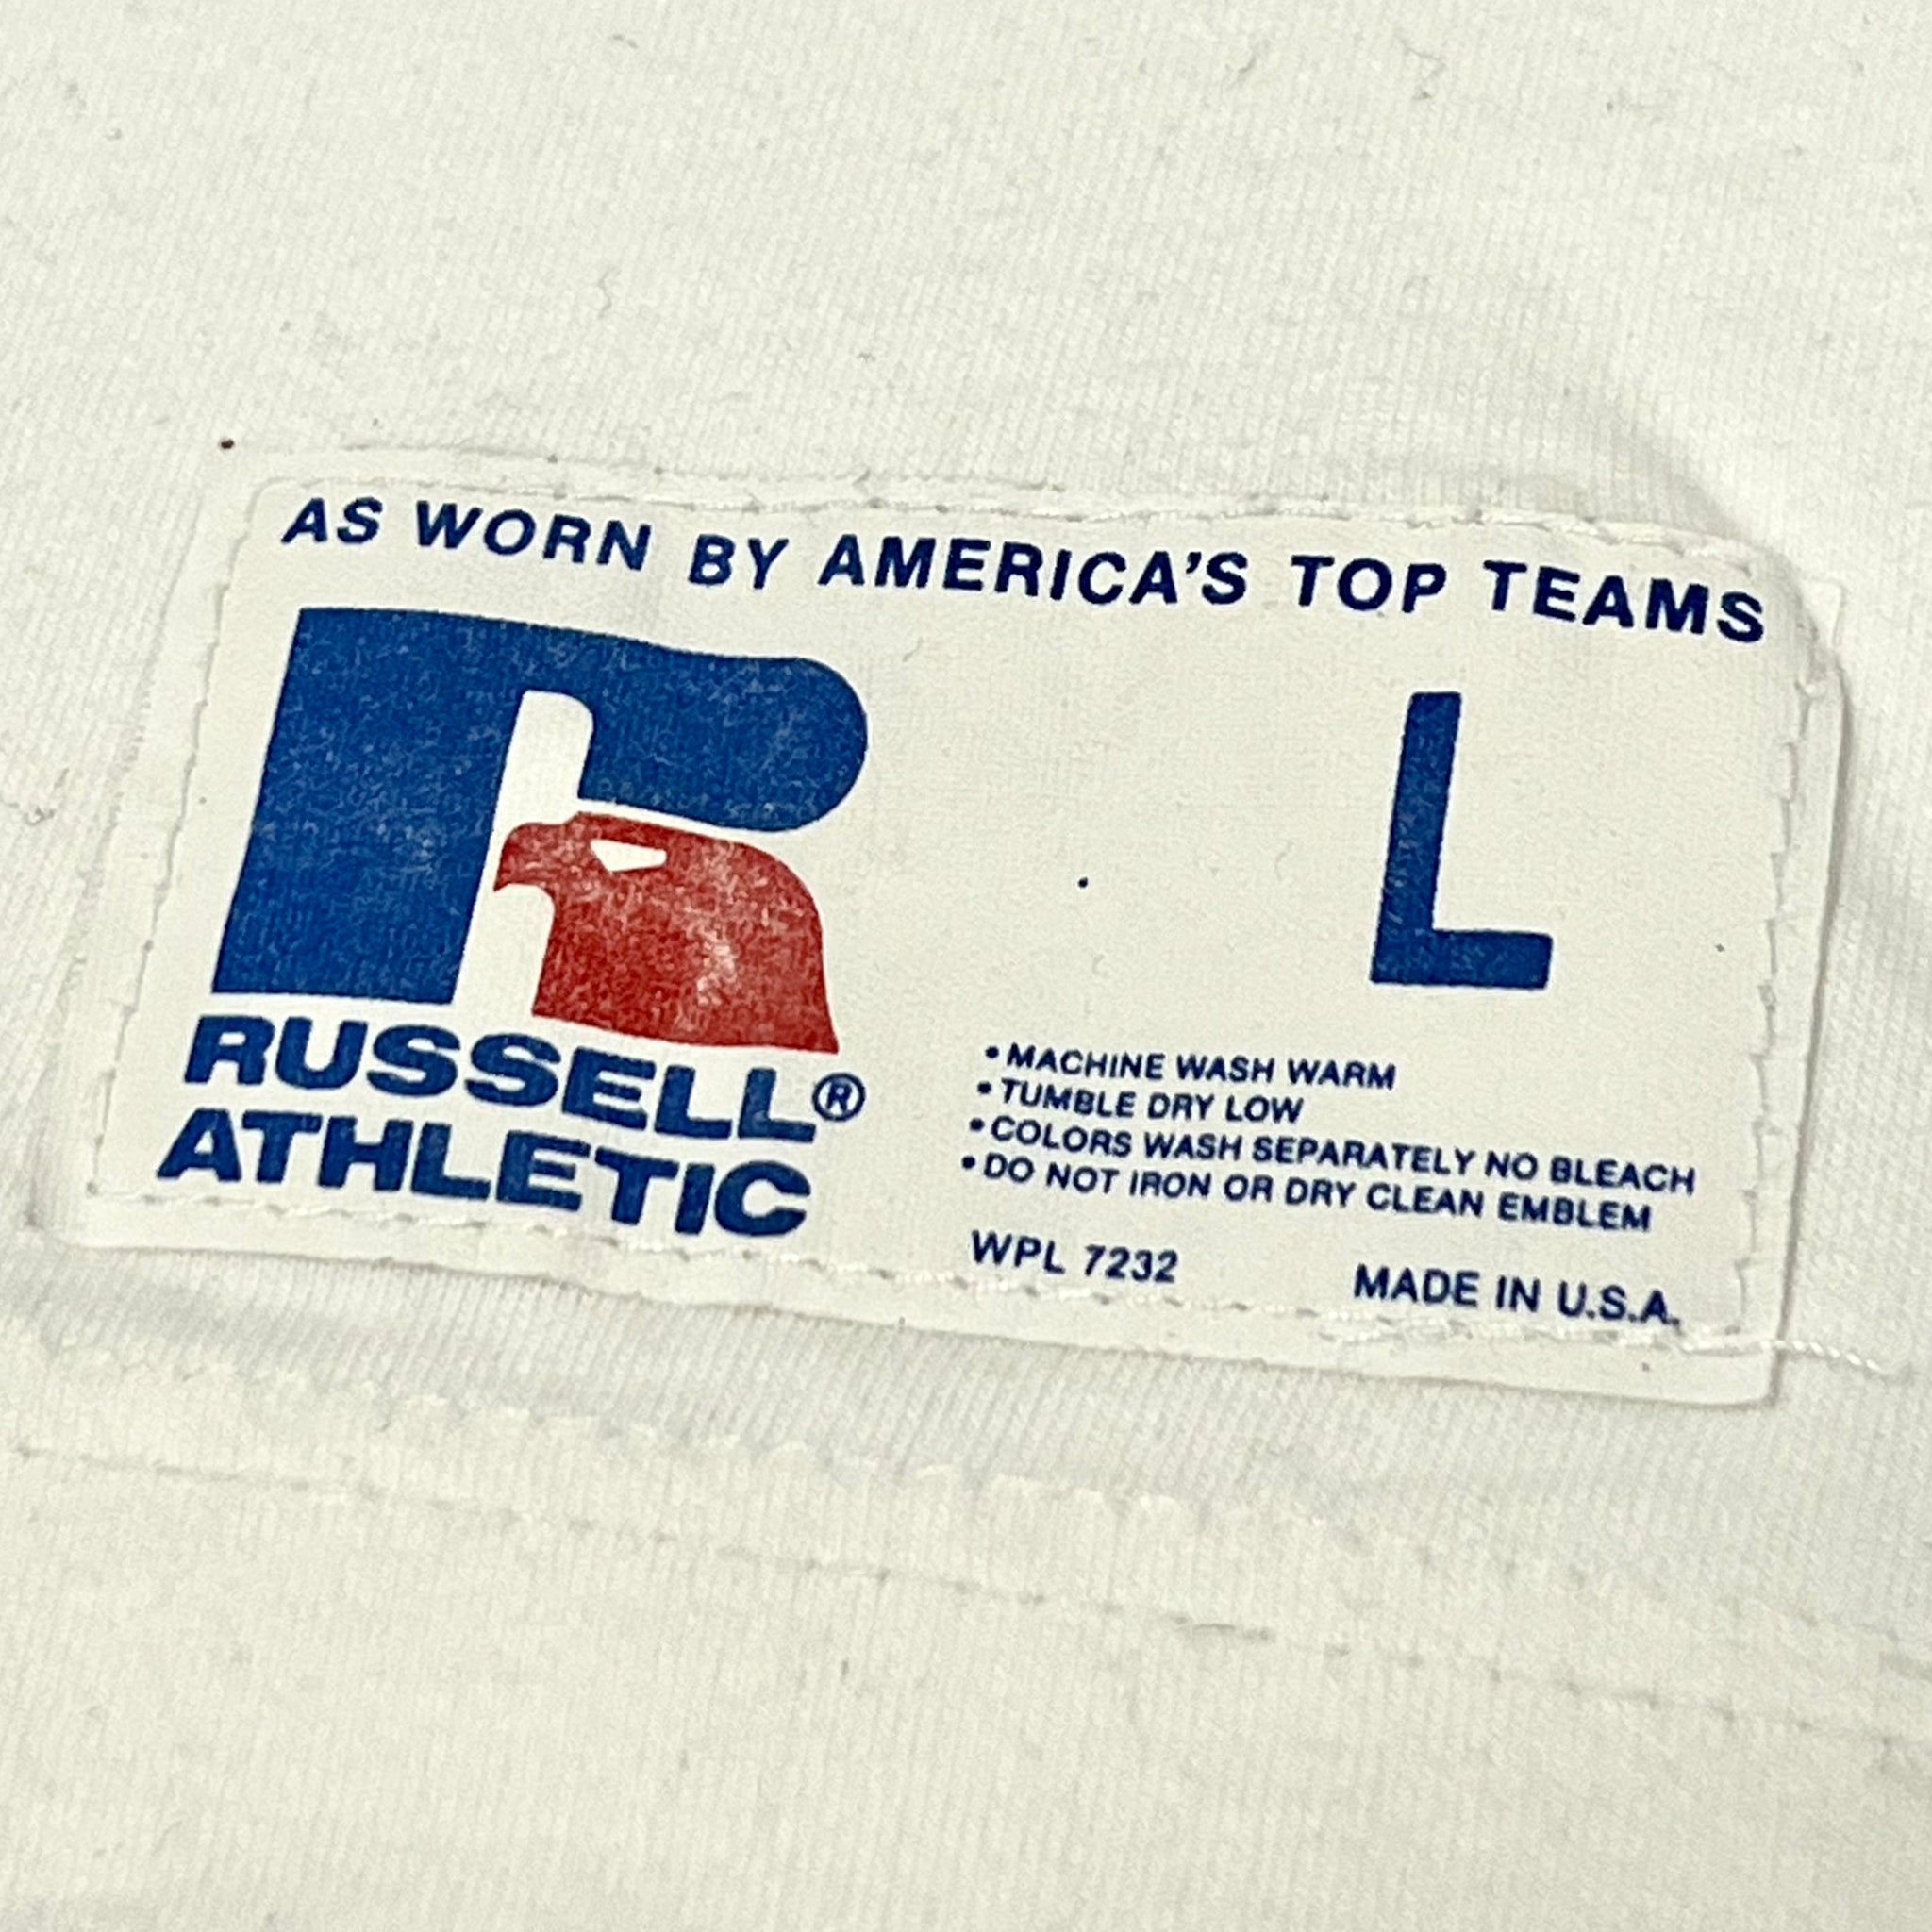 AS WORN BY AMERICA'S TOP TEAMS
L
RUSSELL®
ATHLETIC
• MACHINE WASH WARM
• TUMBLE DRY LOW
• COLORS WASH SEPARATELY NO BLEACH
• DO NOT IRON OR DRY CLEAN EMBLEM
WPL 7232 MADE IN U.S.A.